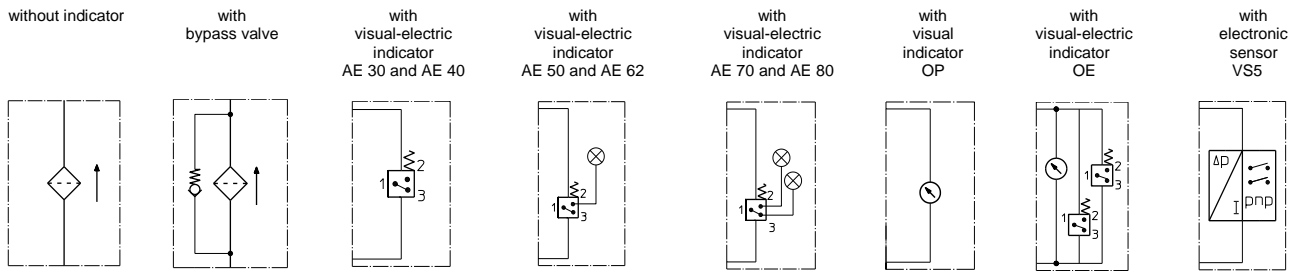 without indicator
with
bypass valve
with
visual-electric
indicator
AE 30 and AE 40
with
visual-electric
indicator
AE 50 and AE 62
with
visual-electric
indicator
AE 70 and AE 80
with
visual
indicator
OP
with
visual-electric
indicator
OE
with
electronic
sensor
VS5
1 2
3
1 2
3
1 2
3
1 2
3
1 2
3
Δp
I pnp